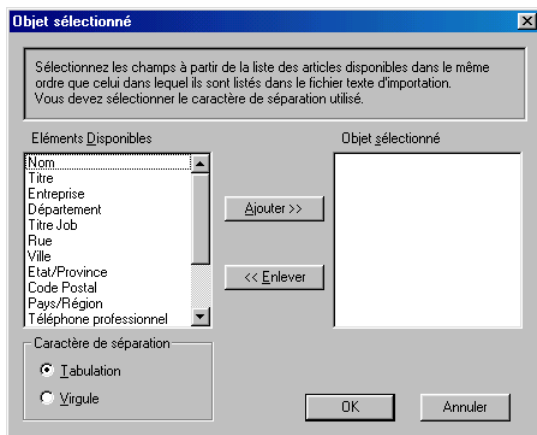 Objet sélectionné
Sélectionnez les champs à partir de la liste des articles disponibles dans le même
ordre que celui dans lequel ils sont listés dans le fichier texte d'importation.
Vous devez sélectionner le caractère de séparation utilisé.
Eléments Disponibles
Objet sélectionné
Nom
Titre
Entreprise
Département
Titre Job
Rue
Ville
Etat/Province
Code Postal
Pays/Région
Téléphone professionnel
Ajouter >>
<< Enlever
Caractère de séparation
Tabulation
Virgule
OK
Annuler